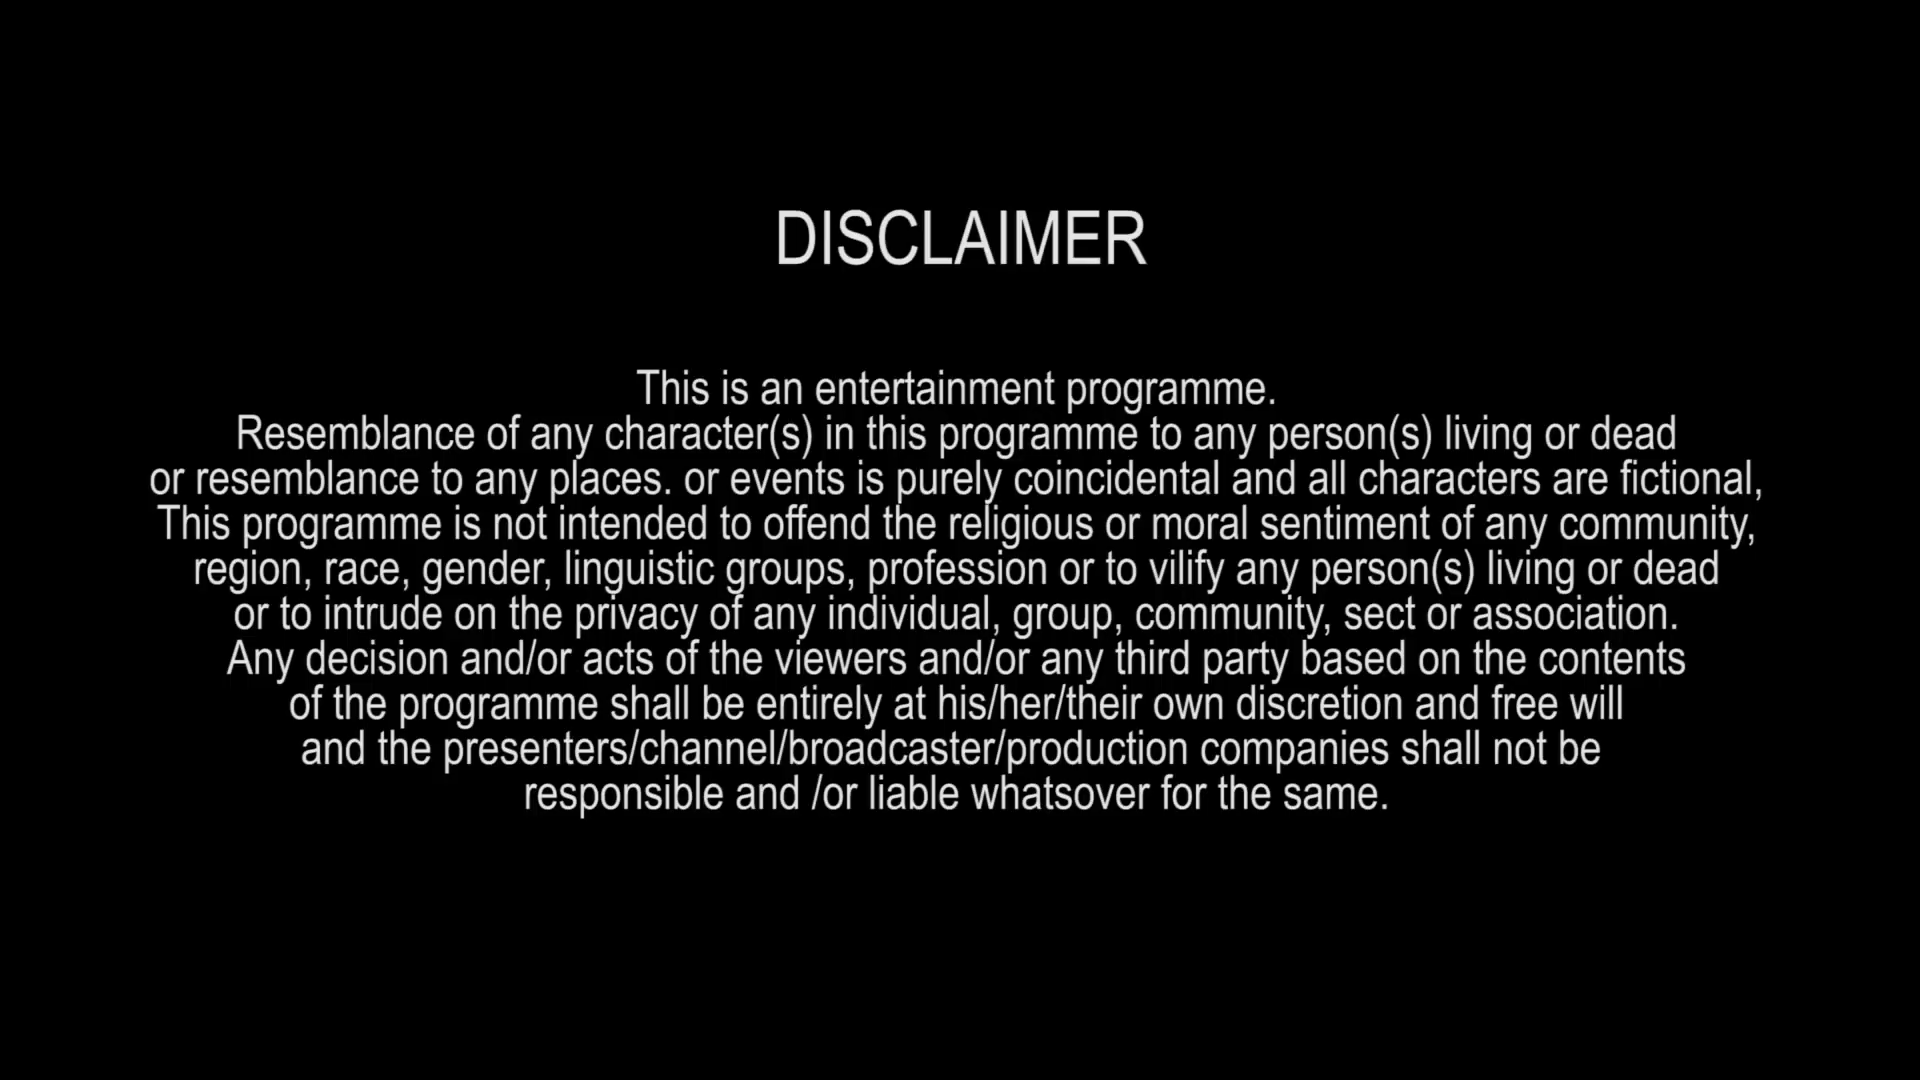 DISCLAIMER
This is an entertainment programme.
Resemblance of any character(s) in this programme to any person(s) living or dead
or resemblance to any places. or events is purely coincidental and all characters are fictional,
This programme is not intended to offend the religious or moral sentiment of any community,
region, race, gender, linguistic groups, profession or to vilify any person(s) living or dead
or to intrude on the privacy of any individual, group, community, sect or association.
Any decision and/or acts of the viewers and/or any third party based on the contents
of the programme shall be entirely at his/her/their own discretion and free will
and the presenters/channel/broadcaster/production companies shall not be
responsible and /or liable whatsover for the same.